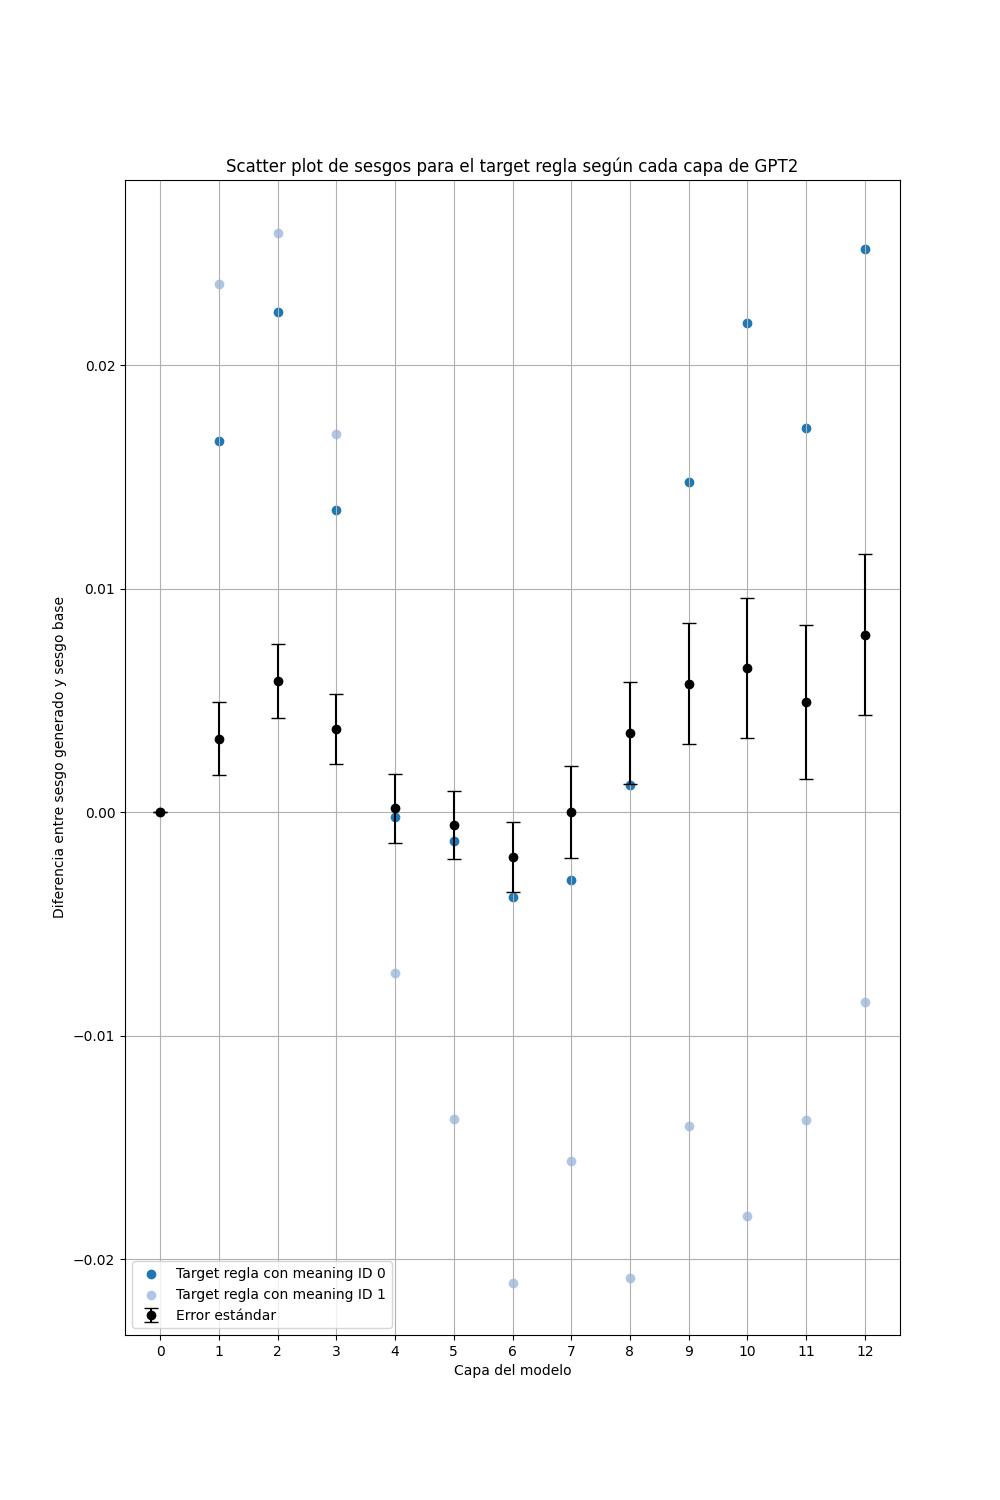 Scatter plot de sesgos para el target regla según cada capa de GPT2
Diferencia entre sesgo generado y sesgo base
0.02
0.01
0.00
−0.01
−0.02
Target regla con meaning ID 0
Target regla con meaning ID 1
Error estándar
0 1 2 3 4 5 6 7 8 9 10 11 12
Capa del modelo